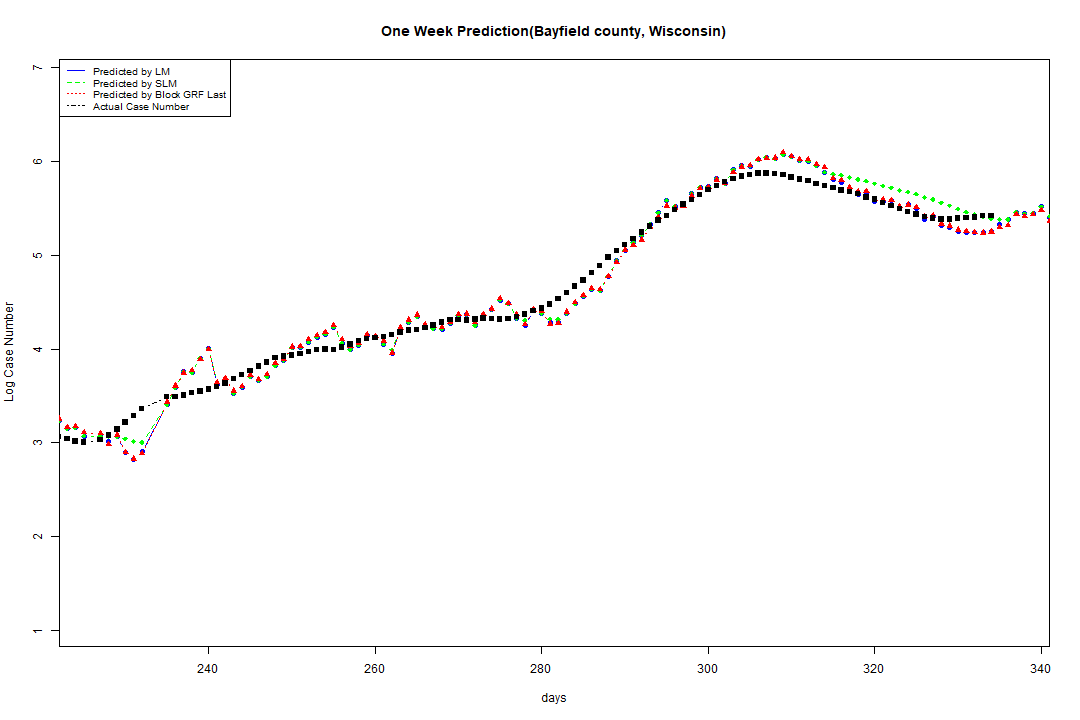 One Week Prediction(Bayfield county, Wisconsin)
Predicted by LM
Predicted by SLM
Predicted by Block GRF Last
Actual Case Number
Log Case Number
7
6
5
4
3
2
1
240 260 280 300 320 340
days